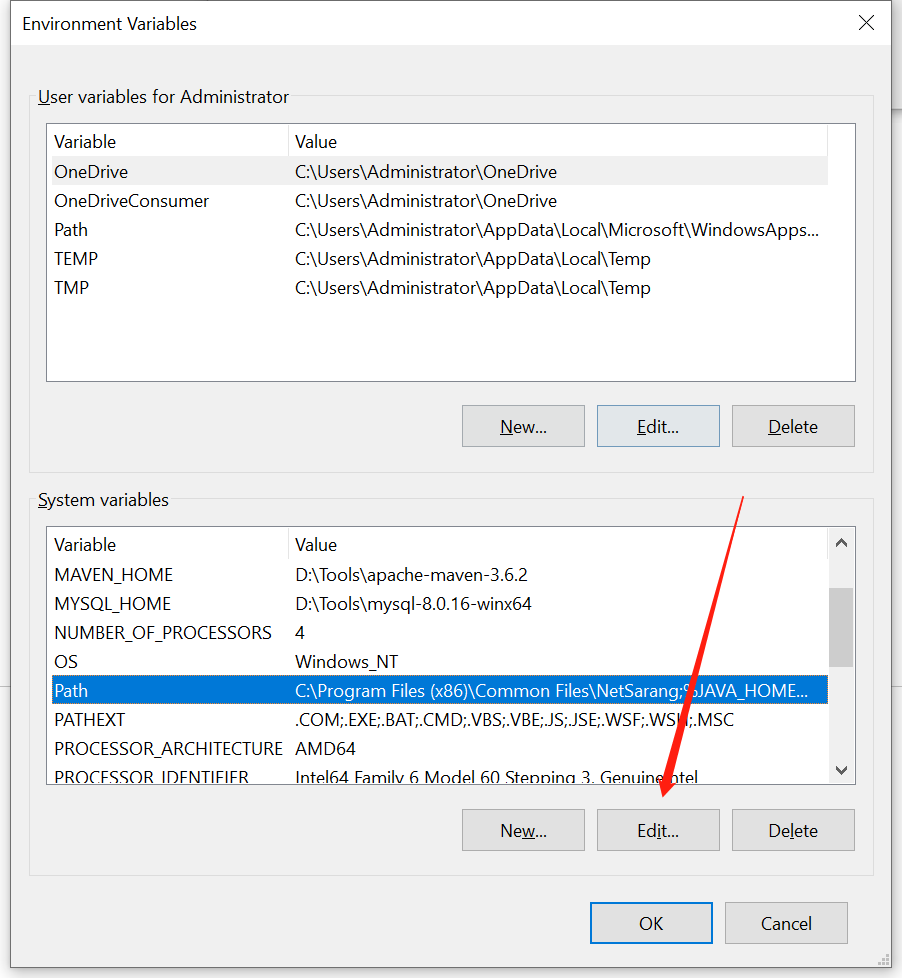 Environment Variables
User variables for Administrator
Variable Value
OneDrive C:\Users\Administrator\OneDrive
OneDriveConsumer C:\Users\Administrator\OneDrive
Path C:\Users\Administrator\AppData\Local\Microsoft\WindowsApps...
TEMP C:\Users\Administrator\AppData\Local\Temp
TMP C:\Users\Administrator\AppData\Local\Temp
New... Edit... Delete
System variables
Variable Value
MAVEN_HOME D:\Tools\apache-maven-3.6.2
MYSQL_HOME D:\Tools\mysql-8.0.16-winx64
NUMBER_OF_PROCESSORS 4
OS Windows_NT
Path C:\Program Files (x86)\Common Files\NetSarang;%JAVA_HOME...
PATHEXT .COM;.EXE;.BAT;.CMD;.VBS;.VBE;.JS;.JSE;.WSF;.WSH;.MSC
PROCESSOR_ARCHITECTURE AMD64
PROCESSOR_IDENTIFIER Intel64 Family 6 Model 60 Stepping 3, GenuineIntel
New... Edit... Delete
OK Cancel